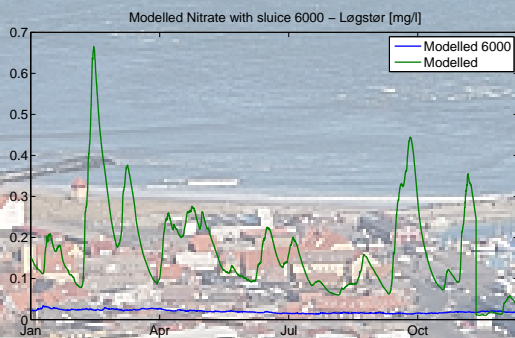 Modelled Nitrate with sluice 6000 – Løgstør [mg/l]
0.7
Modelled 6000
Modelled
0.6
0.5
0.4
0.3
0.2
0.1
0
Jan Apr Jul Oct